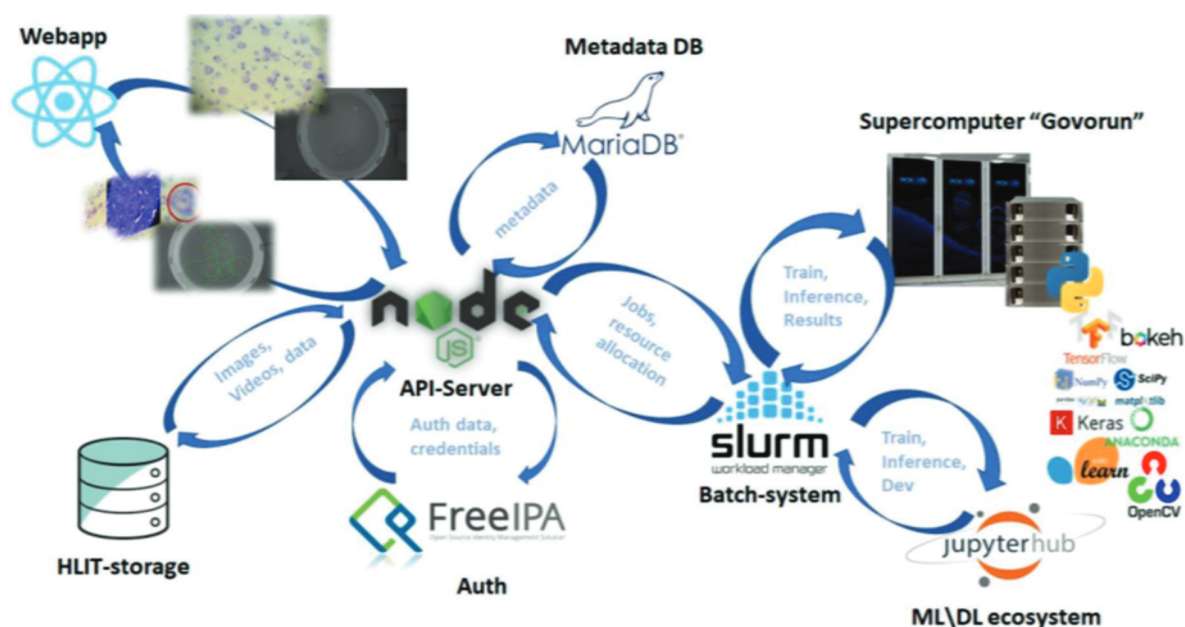 Webapp
Metadata DB
MariaDB®
Supercomputer “Govorun”
metadata
Train,
Inference,
Results
Jobs,
resource
allocation
Images,
Videos, data
node
JS
API-Server
Auth data,
credentials
HLIT-storage
FreeIPA
Open Source Identity Management Solution
Auth
slurm
workload manager
Batch-system
Train,
Inference,
Dev
TensorFlow
bokeh
NumPy
SciPy
matplotlib
Keras
ANACONDA
learn
OpenCV
jupyterhub
ML\DL ecosystem